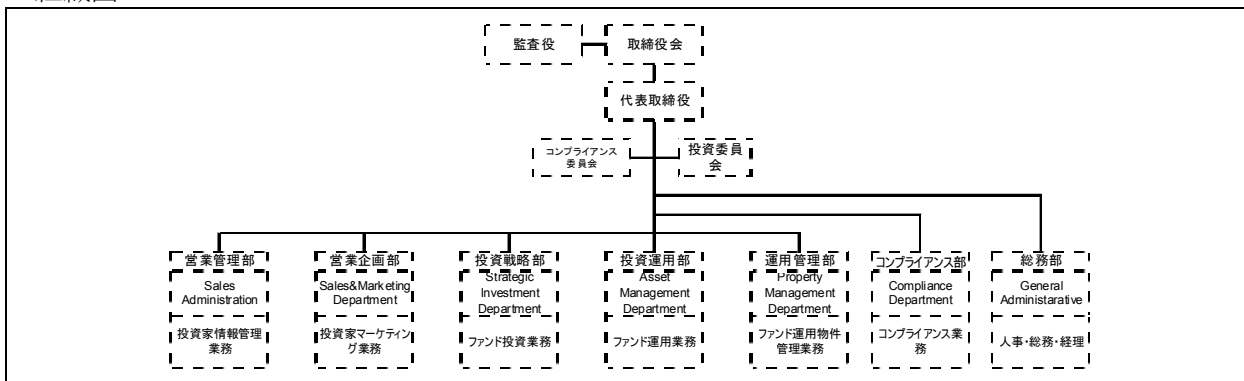 監査役
取締役会
代表取締役
コンプライアンス
委員会
投資委員
会
営業管理部
Sales
Administration
投資家情報管理
業務
営業企画部
Sales&Marketing
Department
投資家マーケティン
グ業務
投資戦略部
Strategic
Investment
Department
ファンド投資業務
投資運用部
Asset
Management
Department
ファンド運用業務
運用管理部
Property
Management
Department
ファンド運用物件
管理業務
コンプライアンス部
Compliance
Department
コンプライアンス業
務
総務部
General
Administarative
人事・総務・経理